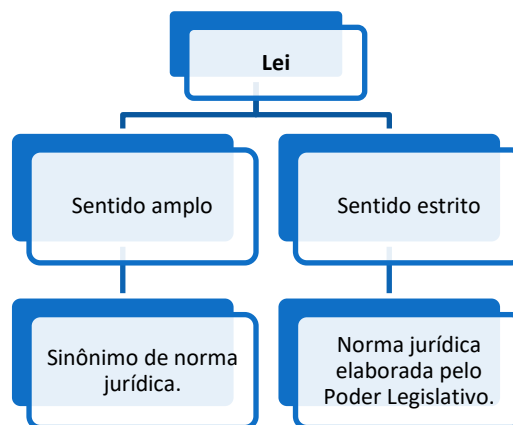 Lei
Sentido amplo
Sentido estrito
Sinônimo de norma
jurídica.
Norma jurídica
elaborada pelo
Poder Legislativo.